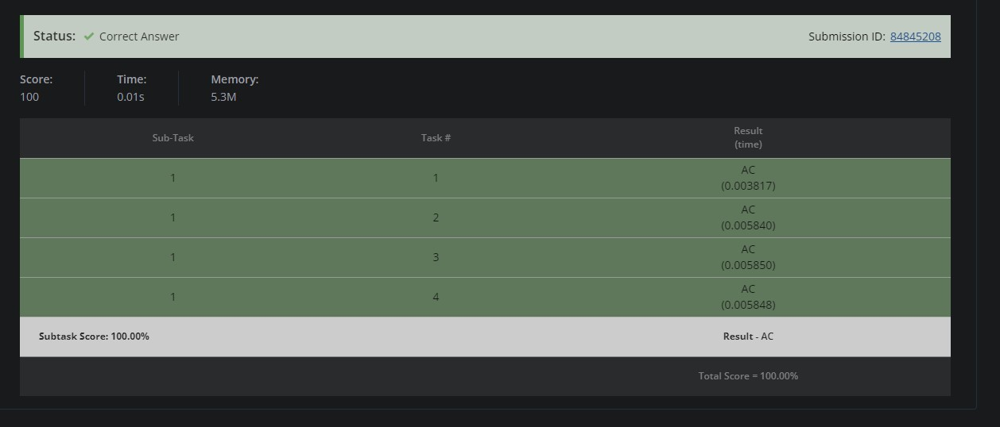 Status: Correct Answer Submission ID: 84845208
Score: Time: Memory:
100 0.01s 5.3M
Sub-Task Task # Result
(time)
1 1 AC
(0.003817)
1 2 AC
(0.005840)
1 3 AC
(0.005850)
1 4 AC
(0.005848)
Subtask Score: 100.00% Result - AC
Total Score = 100.00%